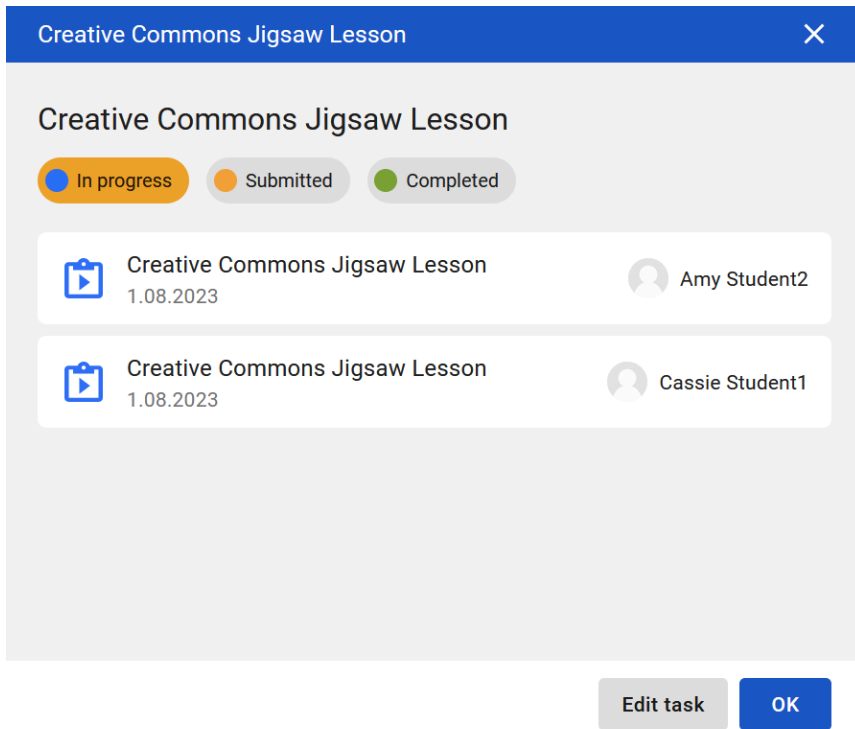 Creative Commons Jigsaw Lesson
Creative Commons Jigsaw Lesson
In progress Submitted Completed
Creative Commons Jigsaw Lesson
1.08.2023
Amy Student2
Creative Commons Jigsaw Lesson
1.08.2023
Cassie Student1
Edit task OK